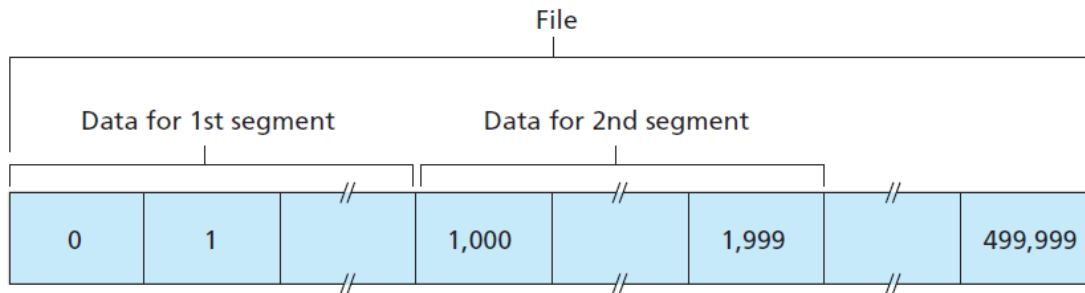 File
Data for 1st segment Data for 2nd segment
0 1 1,000 1,999 499,999